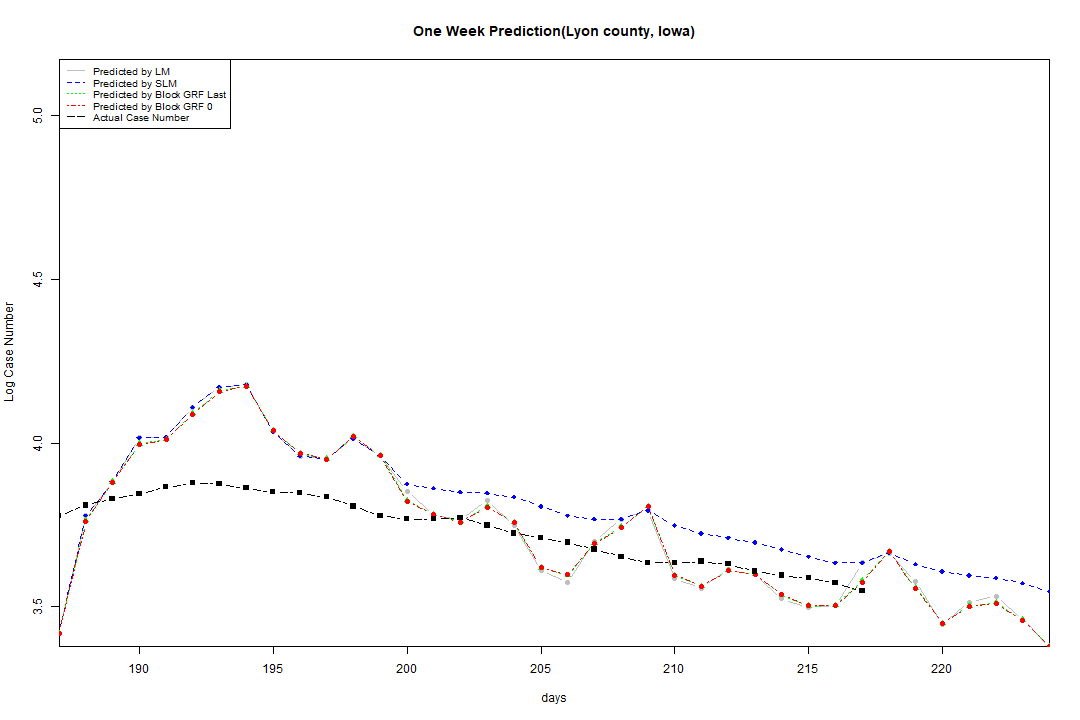 One Week Prediction(Lyon county, Iowa)
Predicted by LM
Predicted by SLM
Predicted by Block GRF Last
Predicted by Block GRF 0
Actual Case Number
5.0
4.5
4.0
3.5
Log Case Number
190 195 200 205 210 215 220
days